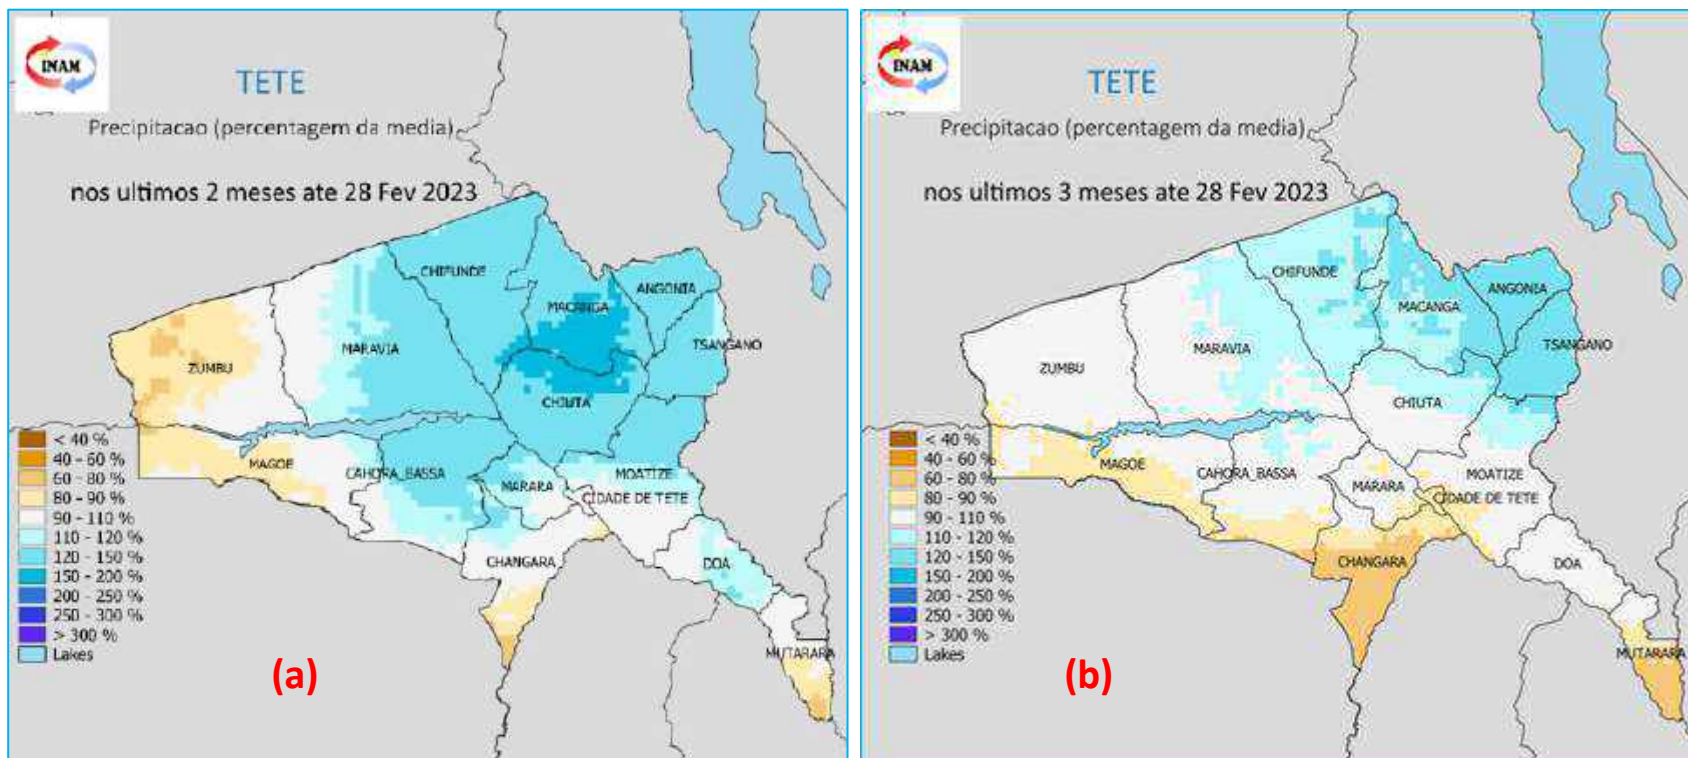 INAM
TETE
Precipitacao (percentagem da media)
nos ultimos 2 meses ate 28 Fev 2023
CHIFUNDE
ANGONIA
MACANGA
MARAVIA
TSANGANO
ZUMBU
CHIUTA
MAGOE
CAHORA_BASSA
MOATIZE
MARARA
CIDADE DE TETE
CHANGARA
DOA
MUTARARA
< 40 %
40 - 60 %
60 - 80 %
80 - 90 %
90 - 110 %
110 - 120 %
120 - 150 %
150 - 200 %
200 - 250 %
250 - 300 %
> 300 %
Lakes
(a)
INAM
TETE
Precipitacao (percentagem da media)
nos ultimos 3 meses ate 28 Fev 2023
CHIFUNDE
ANGONIA
MACANGA
MARAVIA
TSANGANO
ZUMBU
CHIUTA
MAGOE
CAHORA_BASSA
MOATIZE
MARARA
CIDADE DE TETE
CHANGARA
DOA
MUTARARA
< 40 %
40 - 60 %
60 - 80 %
80 - 90 %
90 - 110 %
110 - 120 %
120 - 150 %
150 - 200 %
200 - 250 %
250 - 300 %
> 300 %
Lakes
(b)